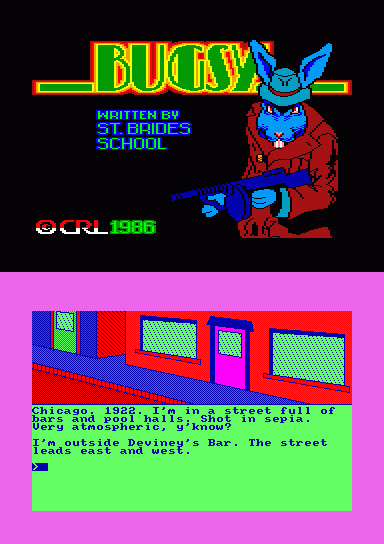 BUGSY
WRITTEN BY
ST. BRIDES
SCHOOL
© CRL 1986
Chicago. 1922. I'm in a street full of
bars and pool halls. Shot in sepia.
Very atmospheric, y'know?
I'm outside Deviney's Bar. The street
leads east and west.
>